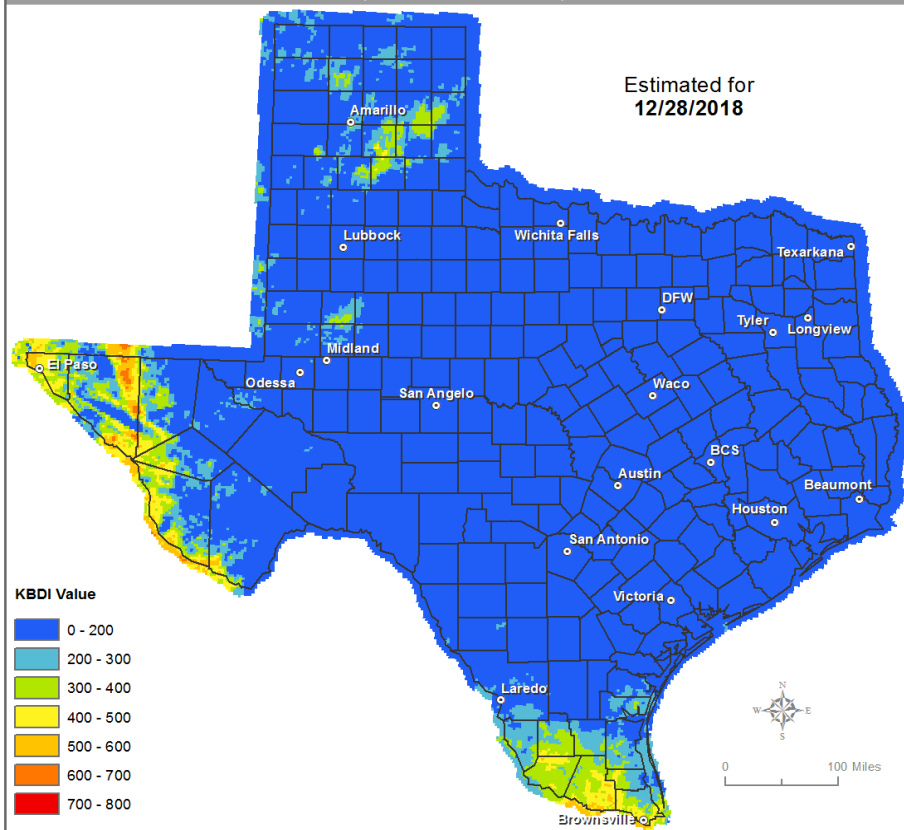 Estimated for
12/28/2018
Amarillo
Lubbock
Wichita Falls
Texarkana
DFW
Tyler
Longview
Midland
El Paso
Odessa
San Angelo
Waco
BCS
Austin
Beaumont
Houston
San Antonio
Victoria
Laredo
Brownsville
KBDI Value
0 - 200
200 - 300
300 - 400
400 - 500
500 - 600
600 - 700
700 - 800
N
W E
S
0 100 Miles